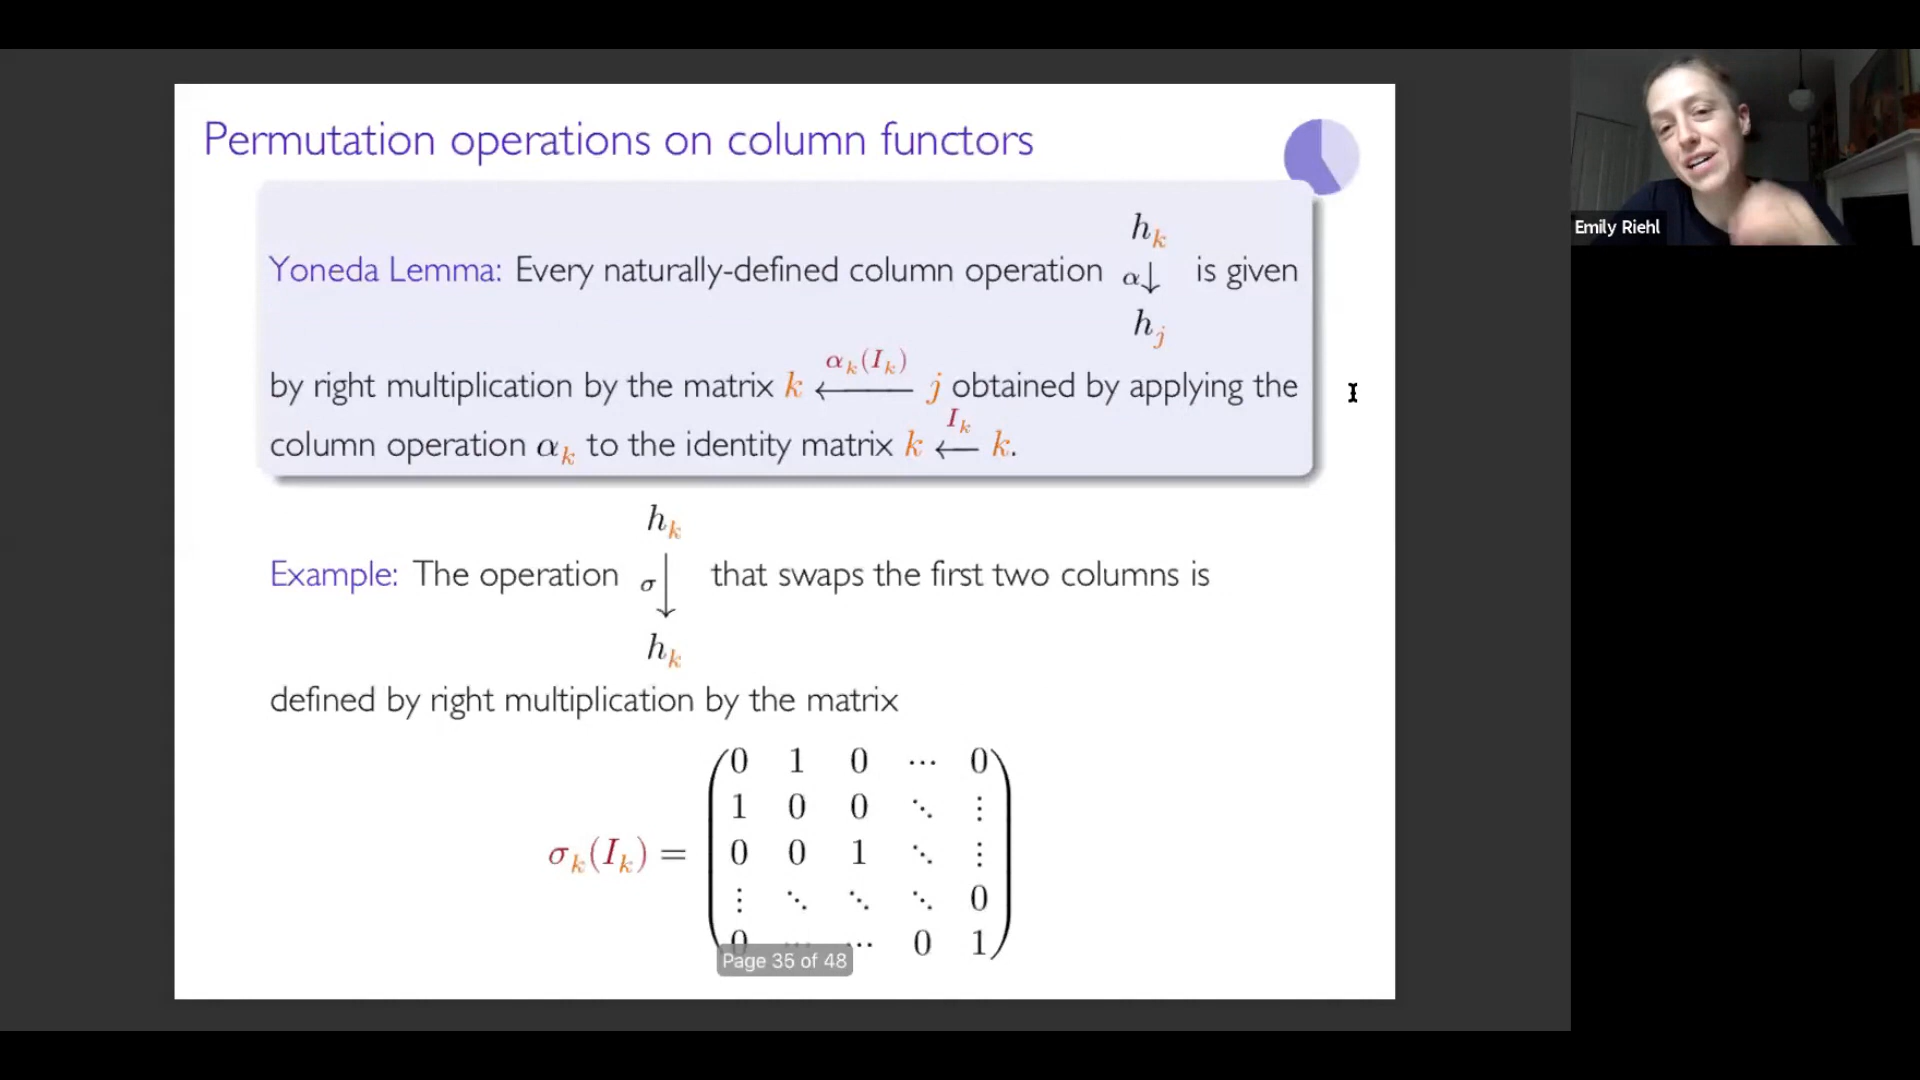 Permutation operations on column functors
Emily Riehl
h_k
Yoneda Lemma: Every naturally-defined column operation α↓ is given
h_j
by right multiplication by the matrix k ←^{α_k(I_k)} j obtained by applying the
column operation α_k to the identity matrix k ←^{I_k} k.
h_k
Example: The operation σ↓ that swaps the first two columns is
h_k
defined by right multiplication by the matrix
0 1 0 ⋯ 0
1 0 0 ⋱ ⋮
σ_k(I_k) = 0 0 1 ⋱ ⋮
⋮ ⋱ ⋱ ⋱ 0
0 ⋯ ⋯ 0 1
Page 35 of 48